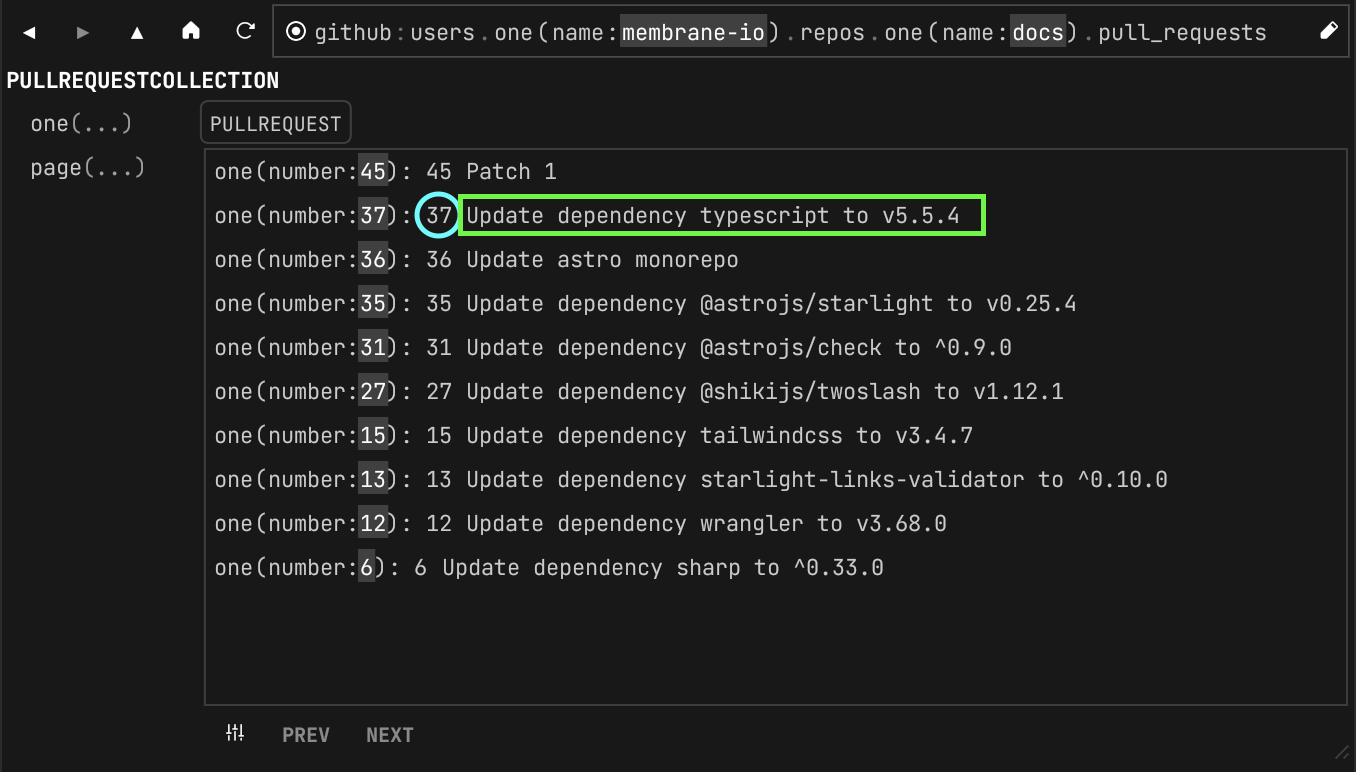 github:users.one(name:membrane-io).repos.one(name:docs).pull_requests
PULLREQUESTCOLLECTION
one(...)
page(...)
PULLREQUEST
one(number:45): 45 Patch 1
one(number:37): 37 Update dependency typescript to v5.5.4
one(number:36): 36 Update astro monorepo
one(number:35): 35 Update dependency @astrojs/starlight to v0.25.4
one(number:31): 31 Update dependency @astrojs/check to ^0.9.0
one(number:27): 27 Update dependency @shikijs/twoslash to v1.12.1
one(number:15): 15 Update dependency tailwindcss to v3.4.7
one(number:13): 13 Update dependency starlight-links-validator to ^0.10.0
one(number:12): 12 Update dependency wrangler to v3.68.0
one(number:6): 6 Update dependency sharp to ^0.33.0
PREV NEXT